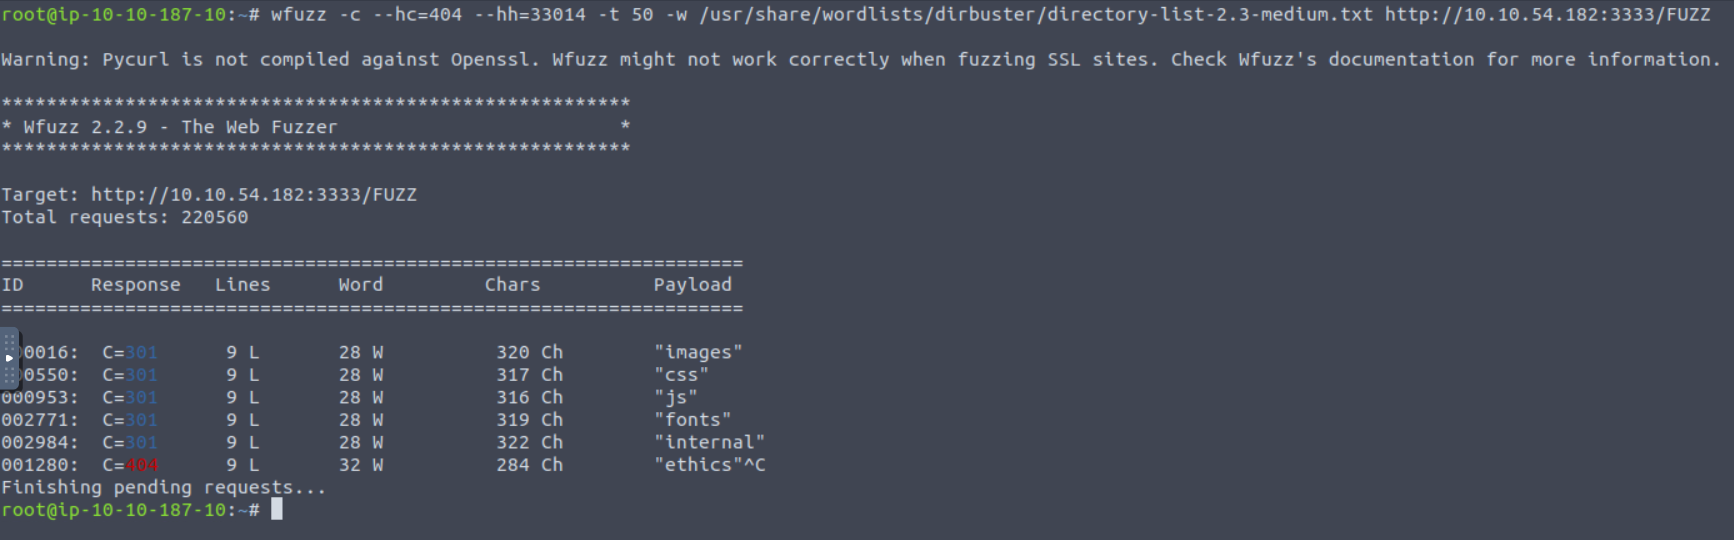 root@ip-10-10-187-10:~# wfuzz -c --hc=404 --hh=33014 -t 50 -w /usr/share/wordlists/dirbuster/directory-list-2.3-medium.txt http://10.10.54.182:3333/FUZZ
Warning: Pycurl is not compiled against Openssl. Wfuzz might not work correctly when fuzzing SSL sites. Check Wfuzz's documentation for more information.
********************************************************
* Wfuzz 2.2.9 - The Web Fuzzer                         *
********************************************************
Target: http://10.10.54.182:3333/FUZZ
Total requests: 220560
==================================================================
ID      Response   Lines      Word         Chars          Payload
==================================================================
0016:  C=301      9 L       28 W          320 Ch        "images"
0550:  C=301      9 L       28 W          317 Ch        "css"
000953:  C=301      9 L       28 W          316 Ch        "js"
002771:  C=301      9 L       28 W          319 Ch        "fonts"
002984:  C=301      9 L       28 W          322 Ch        "internal"
001280:  C=404      9 L       32 W          284 Ch        "ethics"^C
Finishing pending requests...
root@ip-10-10-187-10:~#